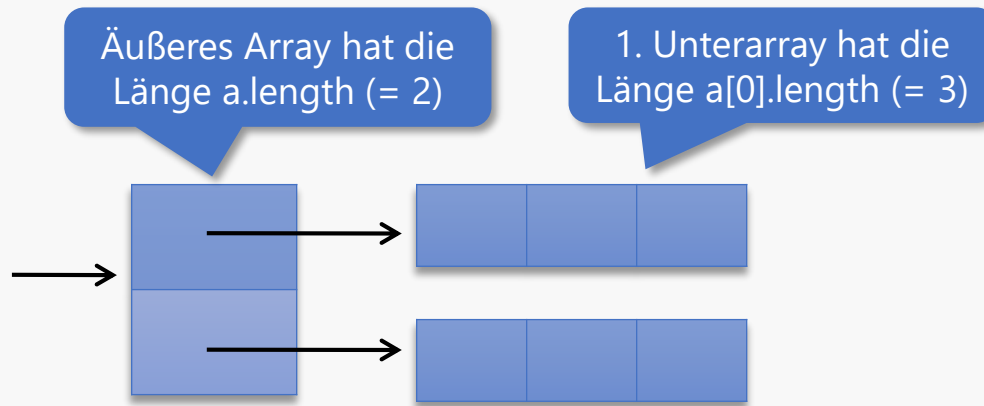 Äußeres Array hat die
Länge a.length (= 2)
1. Unterarray hat die
Länge a[0].length (= 3)